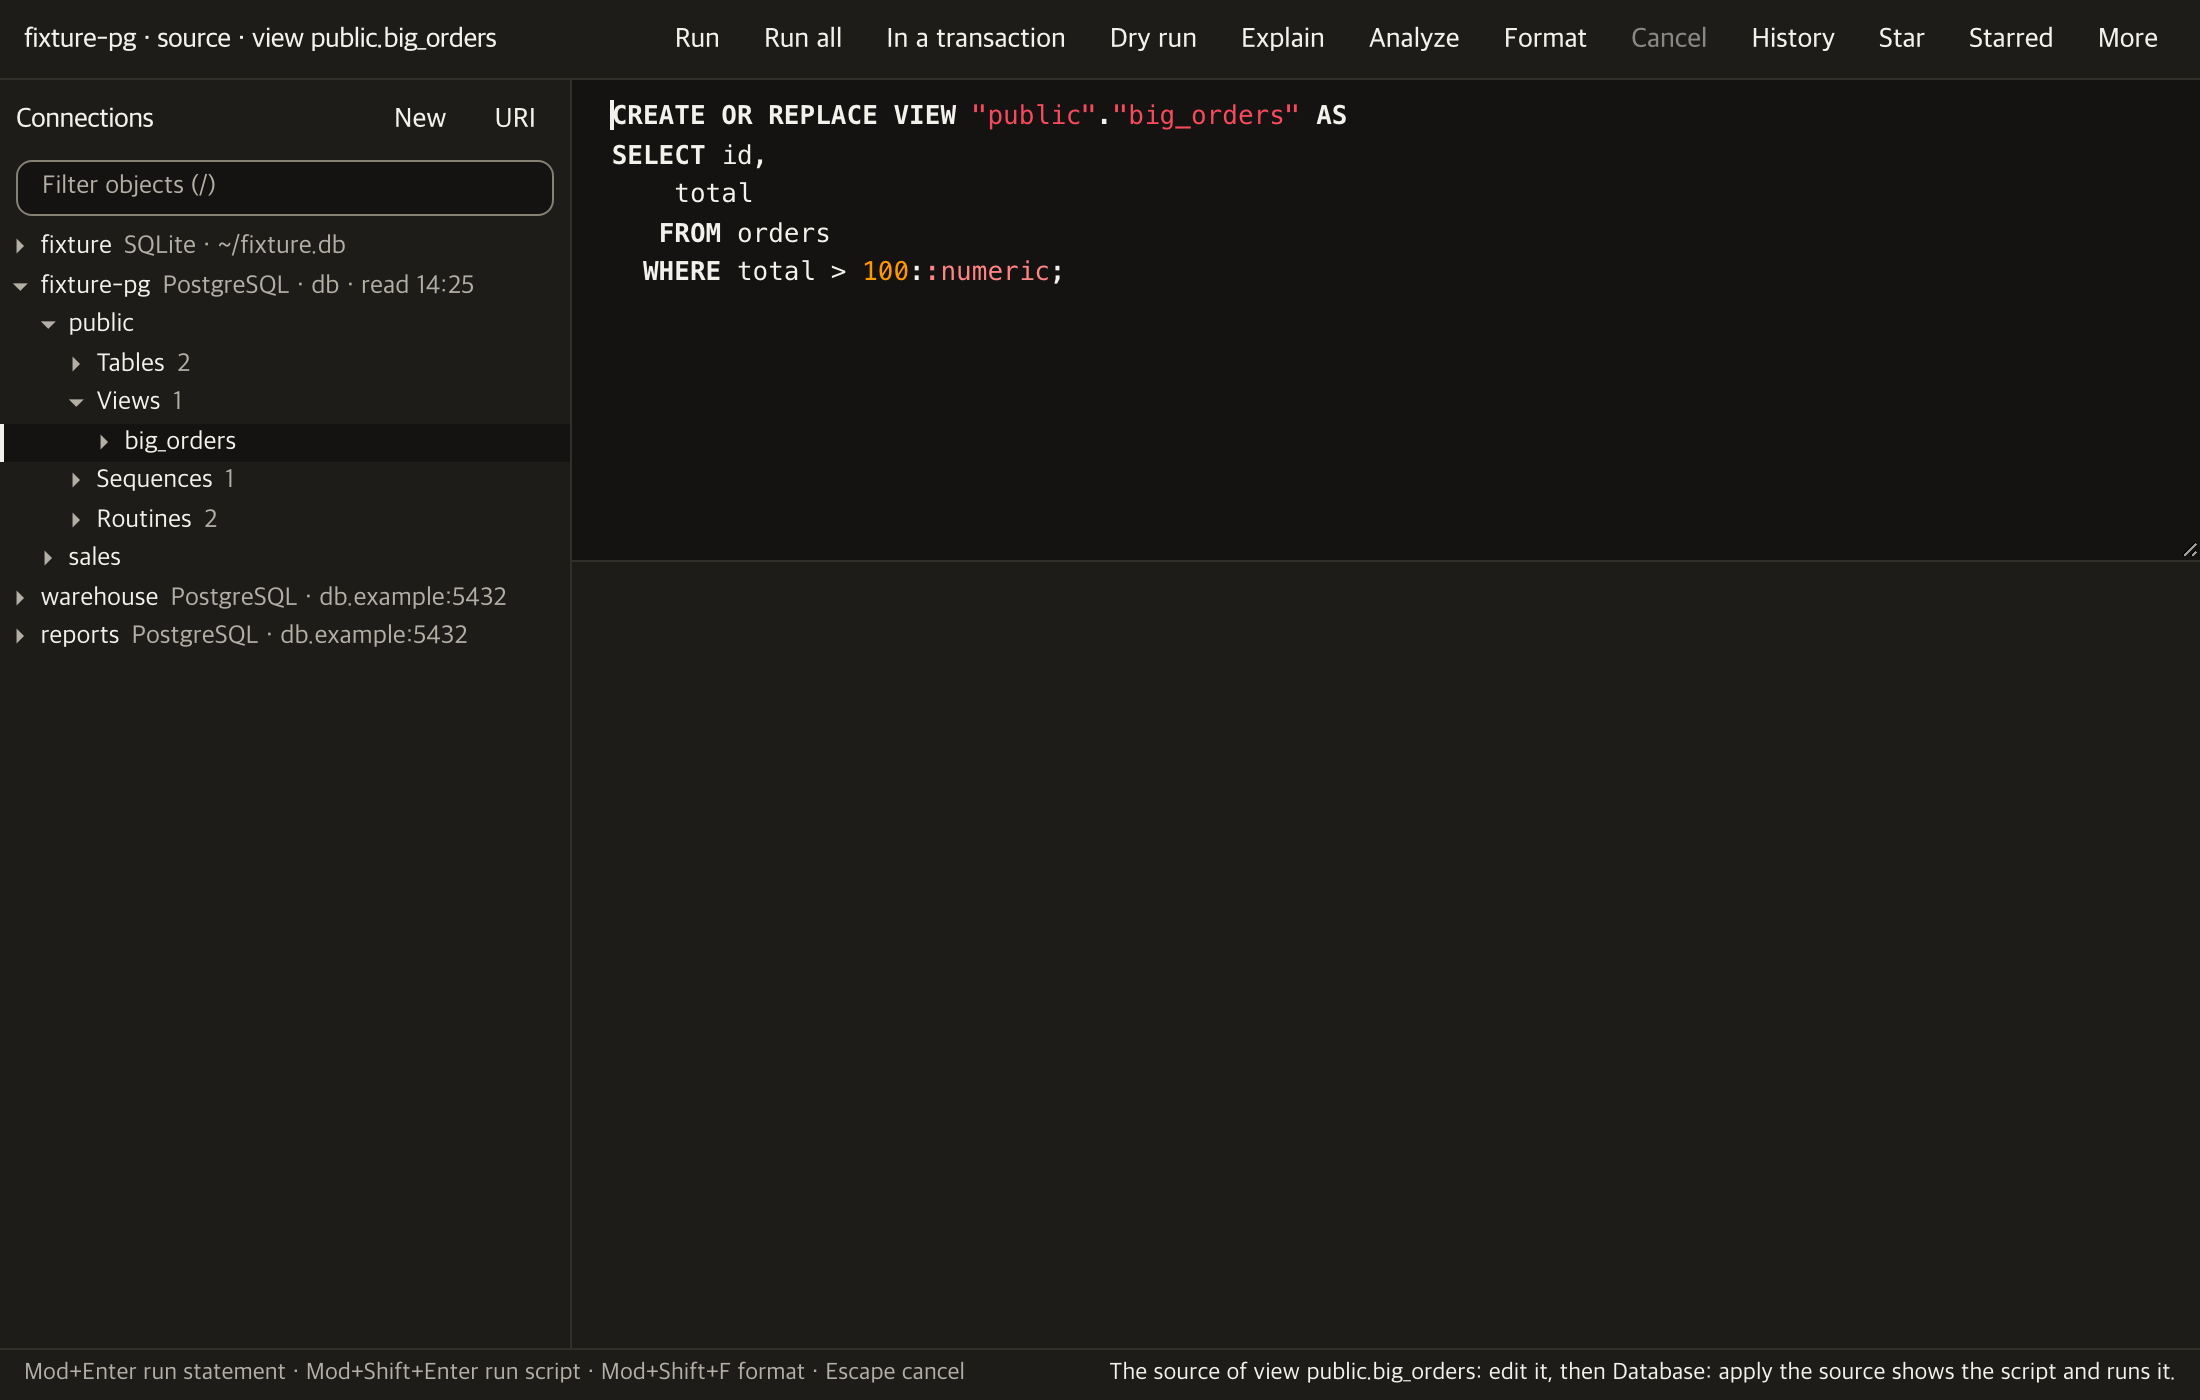 fixture-pg · source · view public.big_orders
Run Run all In a transaction Dry run Explain Analyze Format Cancel History Star Starred More
Connections New URI
Filter objects (/)
fixture SQLite · ~/fixture.db
fixture-pg PostgreSQL · db · read 14:25
public
Tables 2
Views 1
big_orders
Sequences 1
Routines 2
sales
warehouse PostgreSQL · db.example:5432
reports PostgreSQL · db.example:5432
CREATE OR REPLACE VIEW "public"."big_orders" AS
SELECT id,
    total
   FROM orders
  WHERE total > 100::numeric;
Mod+Enter run statement · Mod+Shift+Enter run script · Mod+Shift+F format · Escape cancel
The source of view public.big_orders: edit it, then Database: apply the source shows the script and runs it.